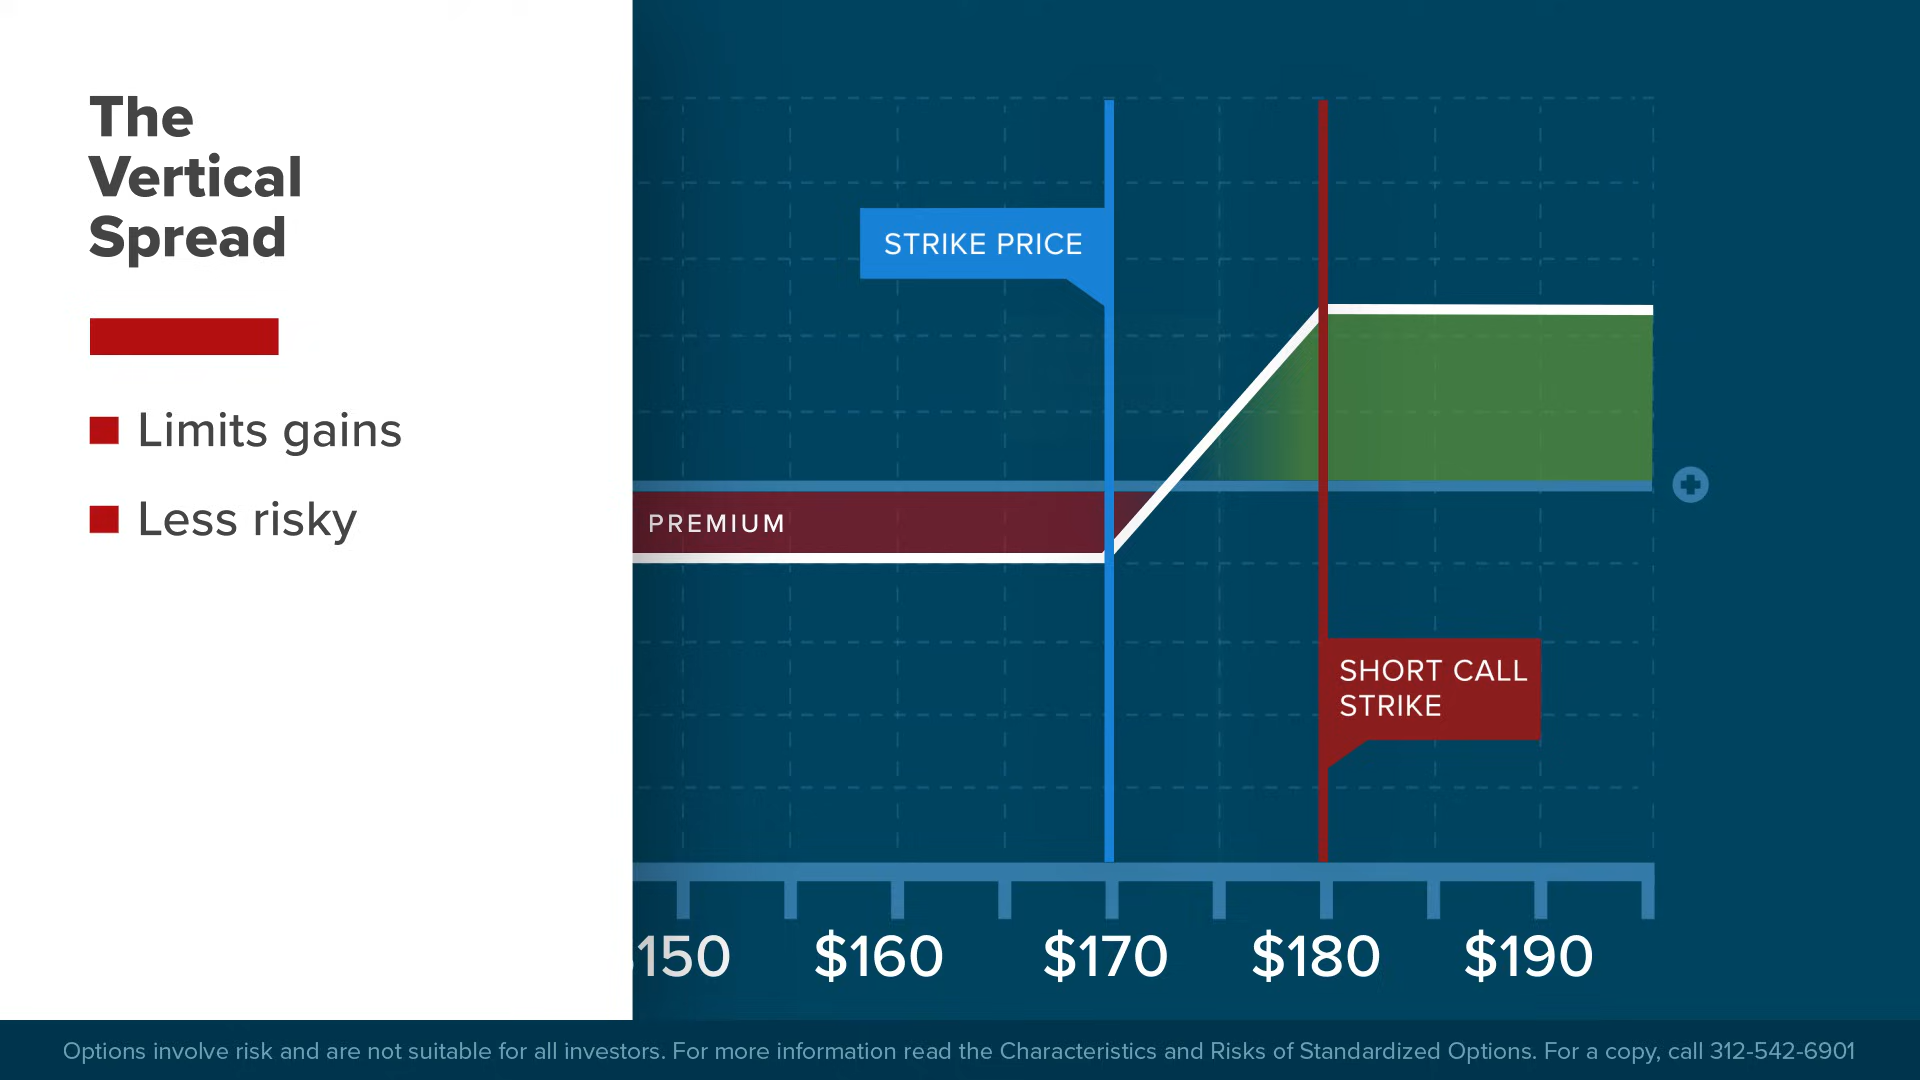 The
Vertical
Spread
Limits gains
Less risky
STRIKE PRICE
PREMIUM
SHORT CALL
STRIKE
150 $160 $170 $180 $190
Options involve risk and are not suitable for all investors. For more information read the Characteristics and Risks of Standardized Options. For a copy, call 312-542-6901